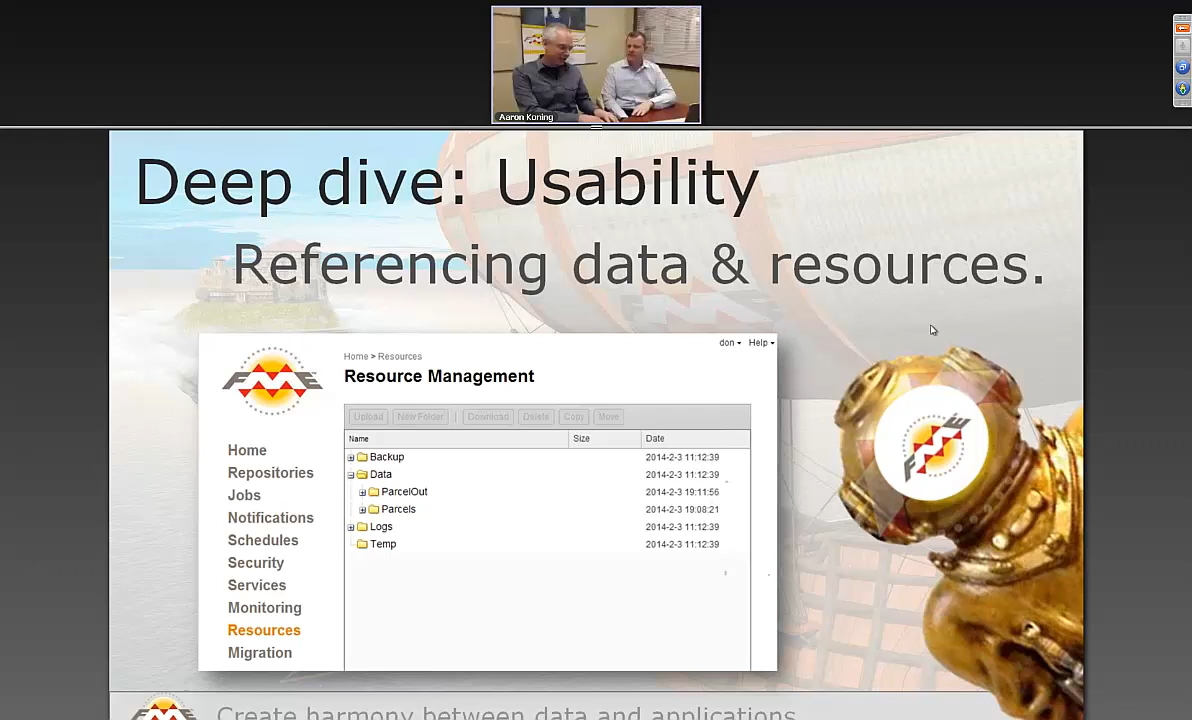 Aaron Koning
Deep dive: Usability
Referencing data & resources.
don Help
FME
Home > Resources
Resource Management
Upload New Folder | Download Delete Copy Move
Name Size Date
Home
Repositories
Jobs
Notifications
Schedules
Security
Services
Monitoring
Resources
Migration
Backup 2014-2-3 11:12:39
Data 2014-2-3 11:12:39
ParcelOut 2014-2-3 19:11:56
Parcels 2014-2-3 19:08:21
Logs 2014-2-3 11:12:39
Temp 2014-2-3 11:12:39
FME
Create harmony between data and applications